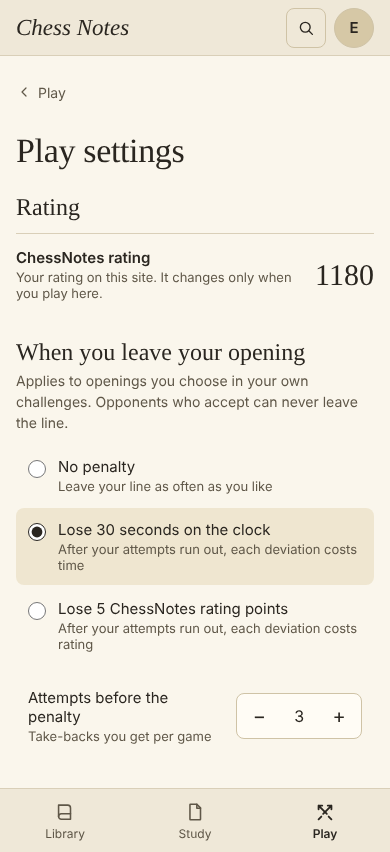 Chess Notes
E
Play
Play settings
Rating
ChessNotes rating
Your rating on this site. It changes only when
you play here.
1180
When you leave your opening
Applies to openings you choose in your own
challenges. Opponents who accept can never leave
the line.
No penalty
Leave your line as often as you like
Lose 30 seconds on the clock
After your attempts run out, each deviation costs
time
Lose 5 ChessNotes rating points
After your attempts run out, each deviation costs
rating
Attempts before the
penalty
Take-backs you get per game
− 3 +
Library
Study
Play